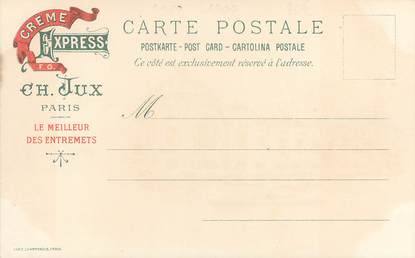 CRÈME
EXPRESS
F.G.
CH. JUX
PARIS
LE MEILLEUR
DES ENTREMETS
CARTE POSTALE
POSTKARTE - POST CARD - CARTOLINA POSTALE
Ce côté est exclusivement réservé à l'adresse.
M